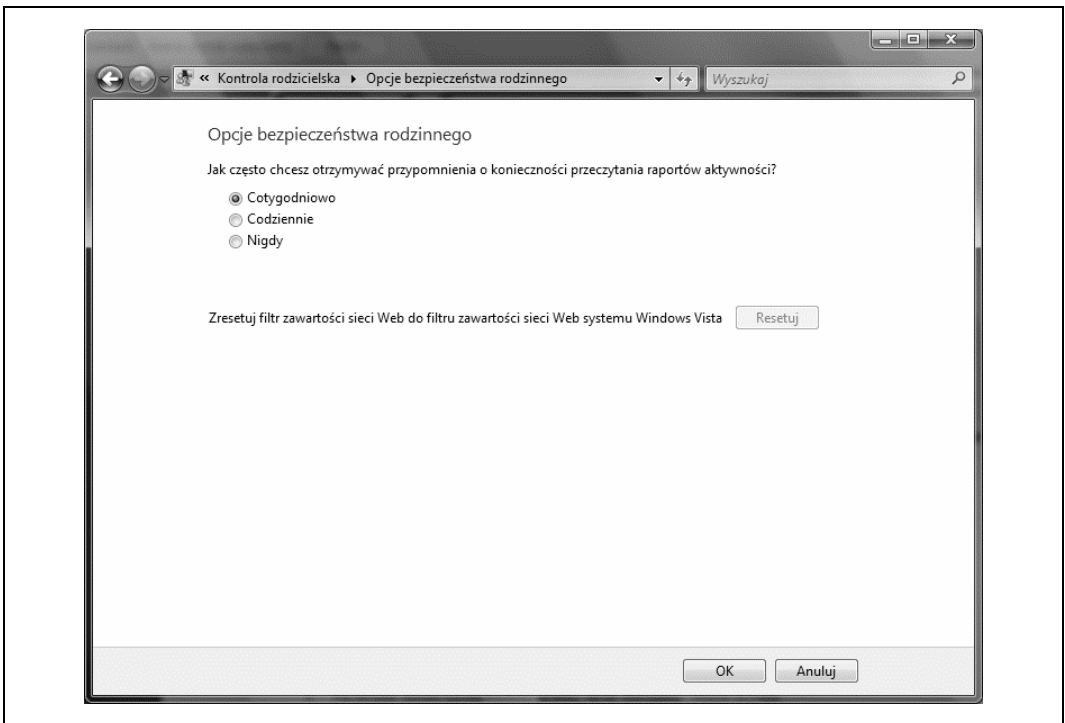 « Kontrola rodzicielska ▸ Opcje bezpieczeństwa rodzinnego Wyszukaj
Opcje bezpieczeństwa rodzinnego
Jak często chcesz otrzymywać przypomnienia o konieczności przeczytania raportów aktywności?
Cotygodniowo
Codziennie
Nigdy
Zresetuj filtr zawartości sieci Web do filtru zawartości sieci Web systemu Windows Vista Resetuj
OK Anuluj